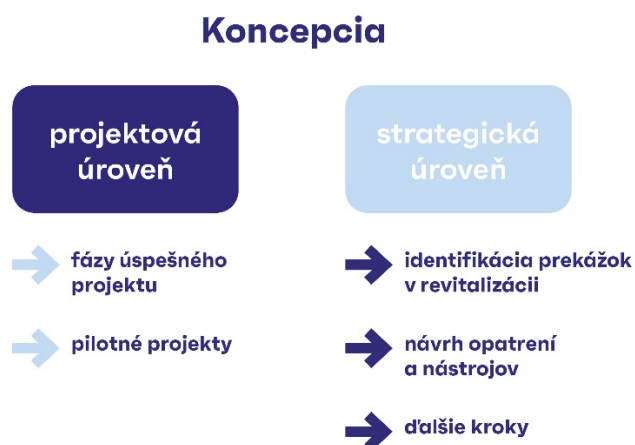 Koncepcia
projektová
úroveň
fázy úspešného
projektu
pilotné projekty
strategická
úroveň
identifikácia prekážok
v revitalizácii
návrh opatrení
a nástrojov
ďalšie kroky